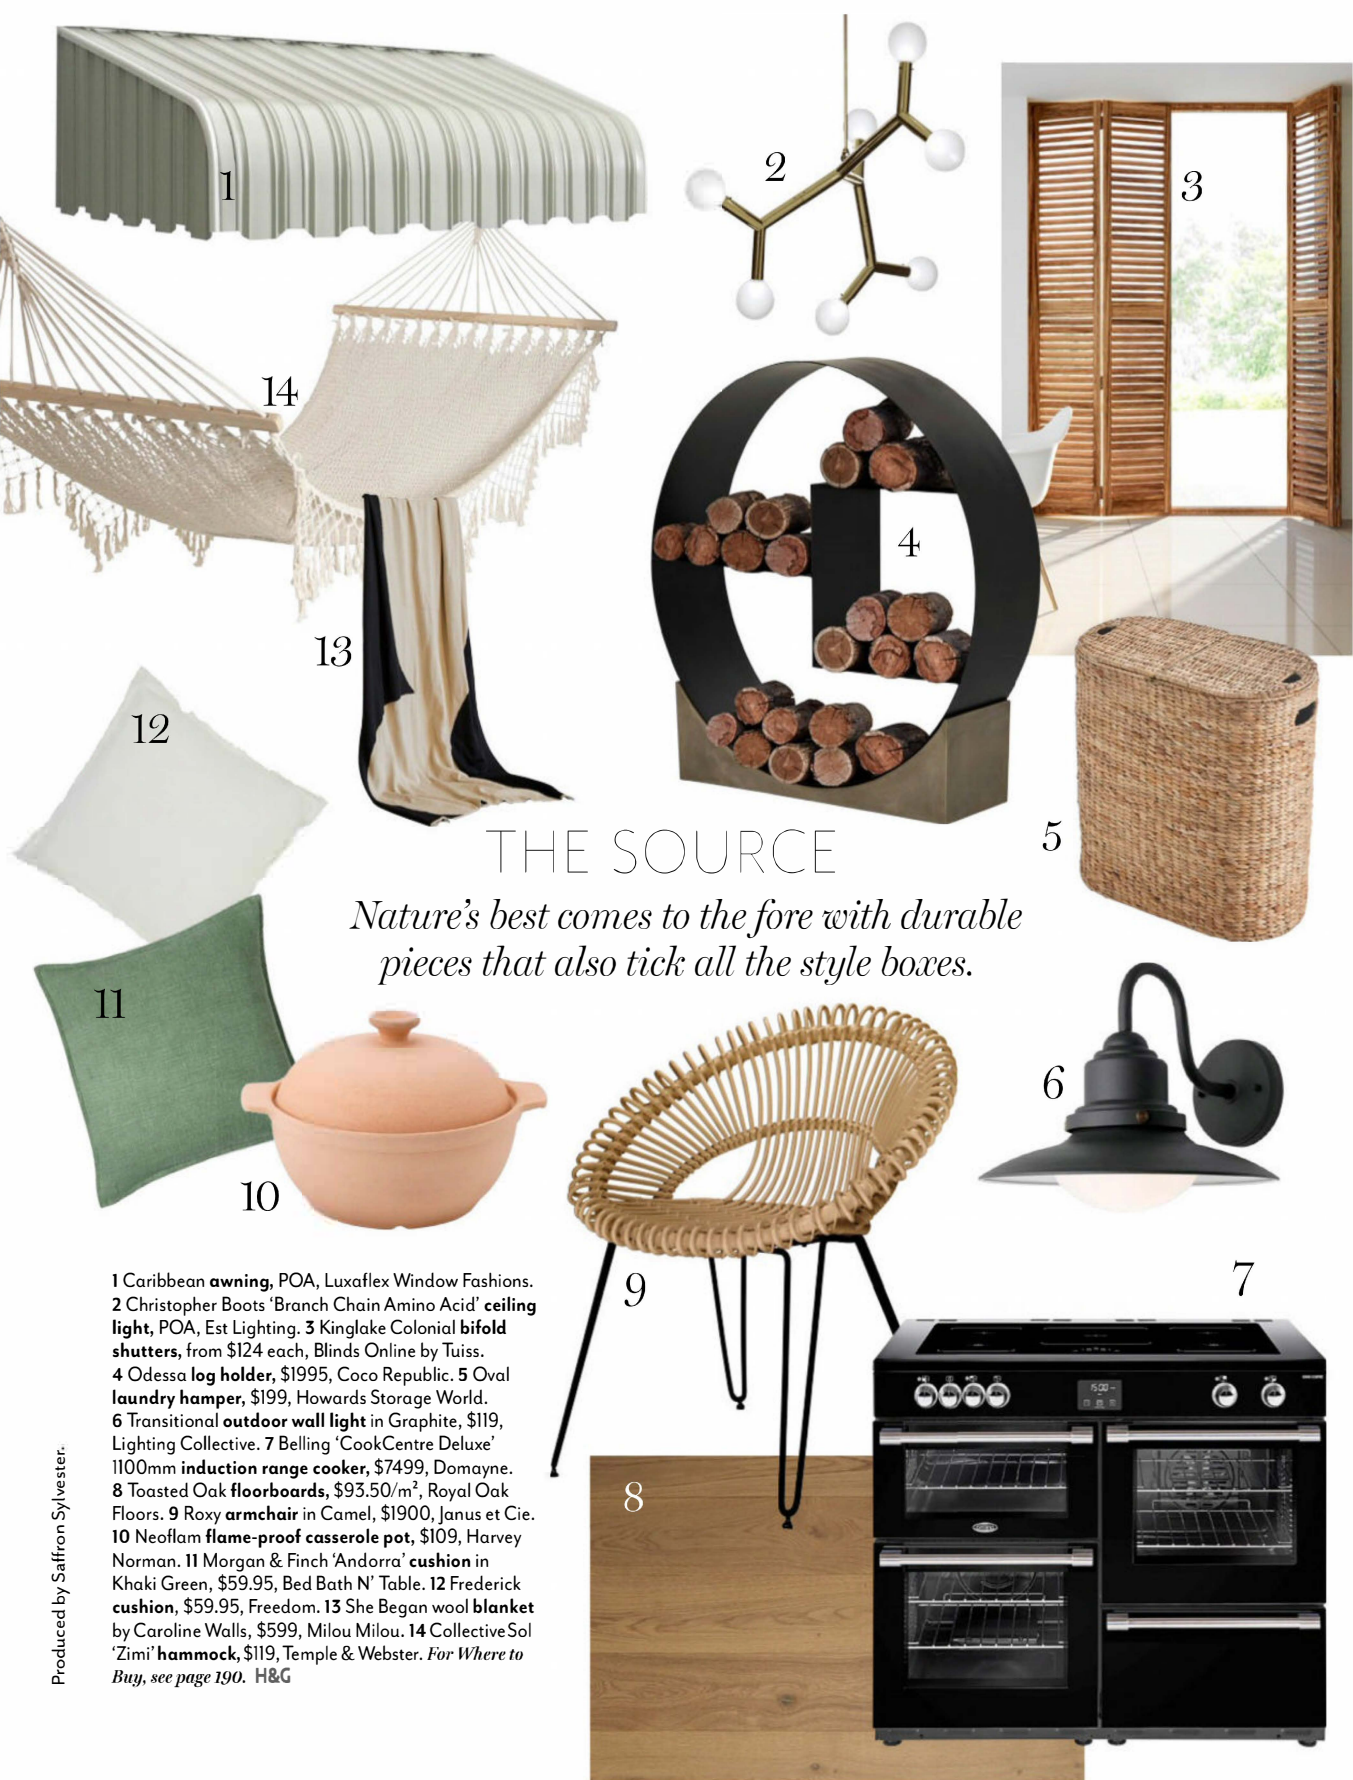 1
2
3
14
4
13
12
5
THE SOURCE
Nature's best comes to the fore with durable
pieces that also tick all the style boxes.
11
6
10
9
7
8
1 Caribbean awning, POA, Luxaflex Window Fashions.
2 Christopher Boots ‘Branch Chain Amino Acid’ ceiling
light, POA, Est Lighting. 3 Kinglake Colonial bifold
shutters, from $124 each, Blinds Online by Tuiss.
4 Odessa log holder, $1995, Coco Republic. 5 Oval
laundry hamper, $199, Howards Storage World.
6 Transitional outdoor wall light in Graphite, $119,
Lighting Collective. 7 Belling ‘CookCentre Deluxe’
1100mm induction range cooker, $7499, Domayne.
8 Toasted Oak floorboards, $93.50/m², Royal Oak
Floors. 9 Roxy armchair in Camel, $1900, Janus et Cie.
10 Neoflam flame-proof casserole pot, $109, Harvey
Norman. 11 Morgan & Finch ‘Andorra’ cushion in
Khaki Green, $59.95, Bed Bath N’ Table. 12 Frederick
cushion, $59.95, Freedom. 13 She Began wool blanket
by Caroline Walls, $599, Milou Milou. 14 Collective Sol
‘Zimi’ hammock, $119, Temple & Webster. For Where to
Buy, see page 190. H&G
Produced by Saffron Sylvester.